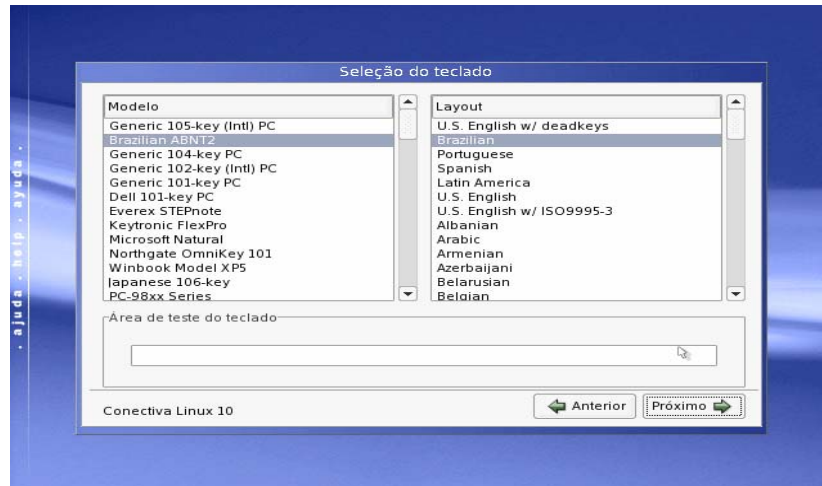 Seleção do teclado
Modelo
Generic 105-key (Intl) PC
Brazilian ABNT2
Generic 104-key PC
Generic 102-key (Intl) PC
Generic 101-key PC
Dell 101-key PC
Everex STEPnote
Keytronic FlexPro
Microsoft Natural
Northgate OmniKey 101
Winbook Model XP5
Japanese 106-key
PC-98xx Series
Layout
U.S. English w/ deadkeys
Brazilian
Portuguese
Spanish
Latin America
U.S. English
U.S. English w/ ISO9995-3
Albanian
Arabic
Armenian
Azerbaijani
Belarusian
Belgian
Área de teste do teclado
Conectiva Linux 10
Anterior
Próximo
. ajuda . help . ayuda .